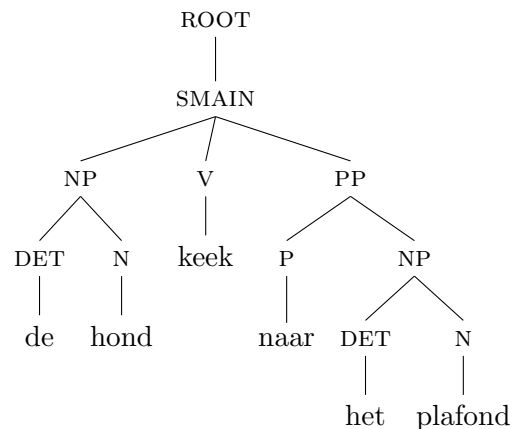 ROOT
SMAIN
NP V PP
DET N keek P NP
de hond naar DET N
het plafond